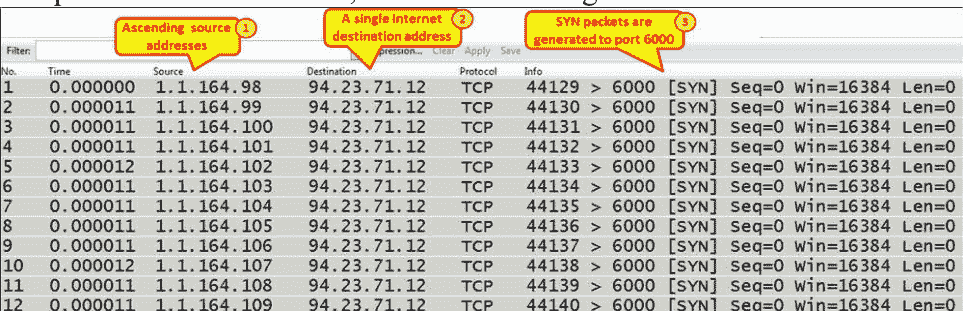 Ascending source 1
addresses
A single Internet 2
destination address
SYN packets are 3
generated to port 6000
Filter: Expression... Clear Apply Save
No. Time Source Destination Protocol Info
1 0.000000 1.1.164.98 94.23.71.12 TCP 44129 > 6000 [SYN] Seq=0 Win=16384 Len=0
2 0.000011 1.1.164.99 94.23.71.12 TCP 44130 > 6000 [SYN] Seq=0 Win=16384 Len=0
3 0.000011 1.1.164.100 94.23.71.12 TCP 44131 > 6000 [SYN] Seq=0 Win=16384 Len=0
4 0.000011 1.1.164.101 94.23.71.12 TCP 44132 > 6000 [SYN] Seq=0 Win=16384 Len=0
5 0.000012 1.1.164.102 94.23.71.12 TCP 44133 > 6000 [SYN] Seq=0 Win=16384 Len=0
6 0.000011 1.1.164.103 94.23.71.12 TCP 44134 > 6000 [SYN] Seq=0 Win=16384 Len=0
7 0.000011 1.1.164.104 94.23.71.12 TCP 44135 > 6000 [SYN] Seq=0 Win=16384 Len=0
8 0.000011 1.1.164.105 94.23.71.12 TCP 44136 > 6000 [SYN] Seq=0 Win=16384 Len=0
9 0.000011 1.1.164.106 94.23.71.12 TCP 44137 > 6000 [SYN] Seq=0 Win=16384 Len=0
10 0.000012 1.1.164.107 94.23.71.12 TCP 44138 > 6000 [SYN] Seq=0 Win=16384 Len=0
11 0.000011 1.1.164.108 94.23.71.12 TCP 44139 > 6000 [SYN] Seq=0 Win=16384 Len=0
12 0.000011 1.1.164.109 94.23.71.12 TCP 44140 > 6000 [SYN] Seq=0 Win=16384 Len=0